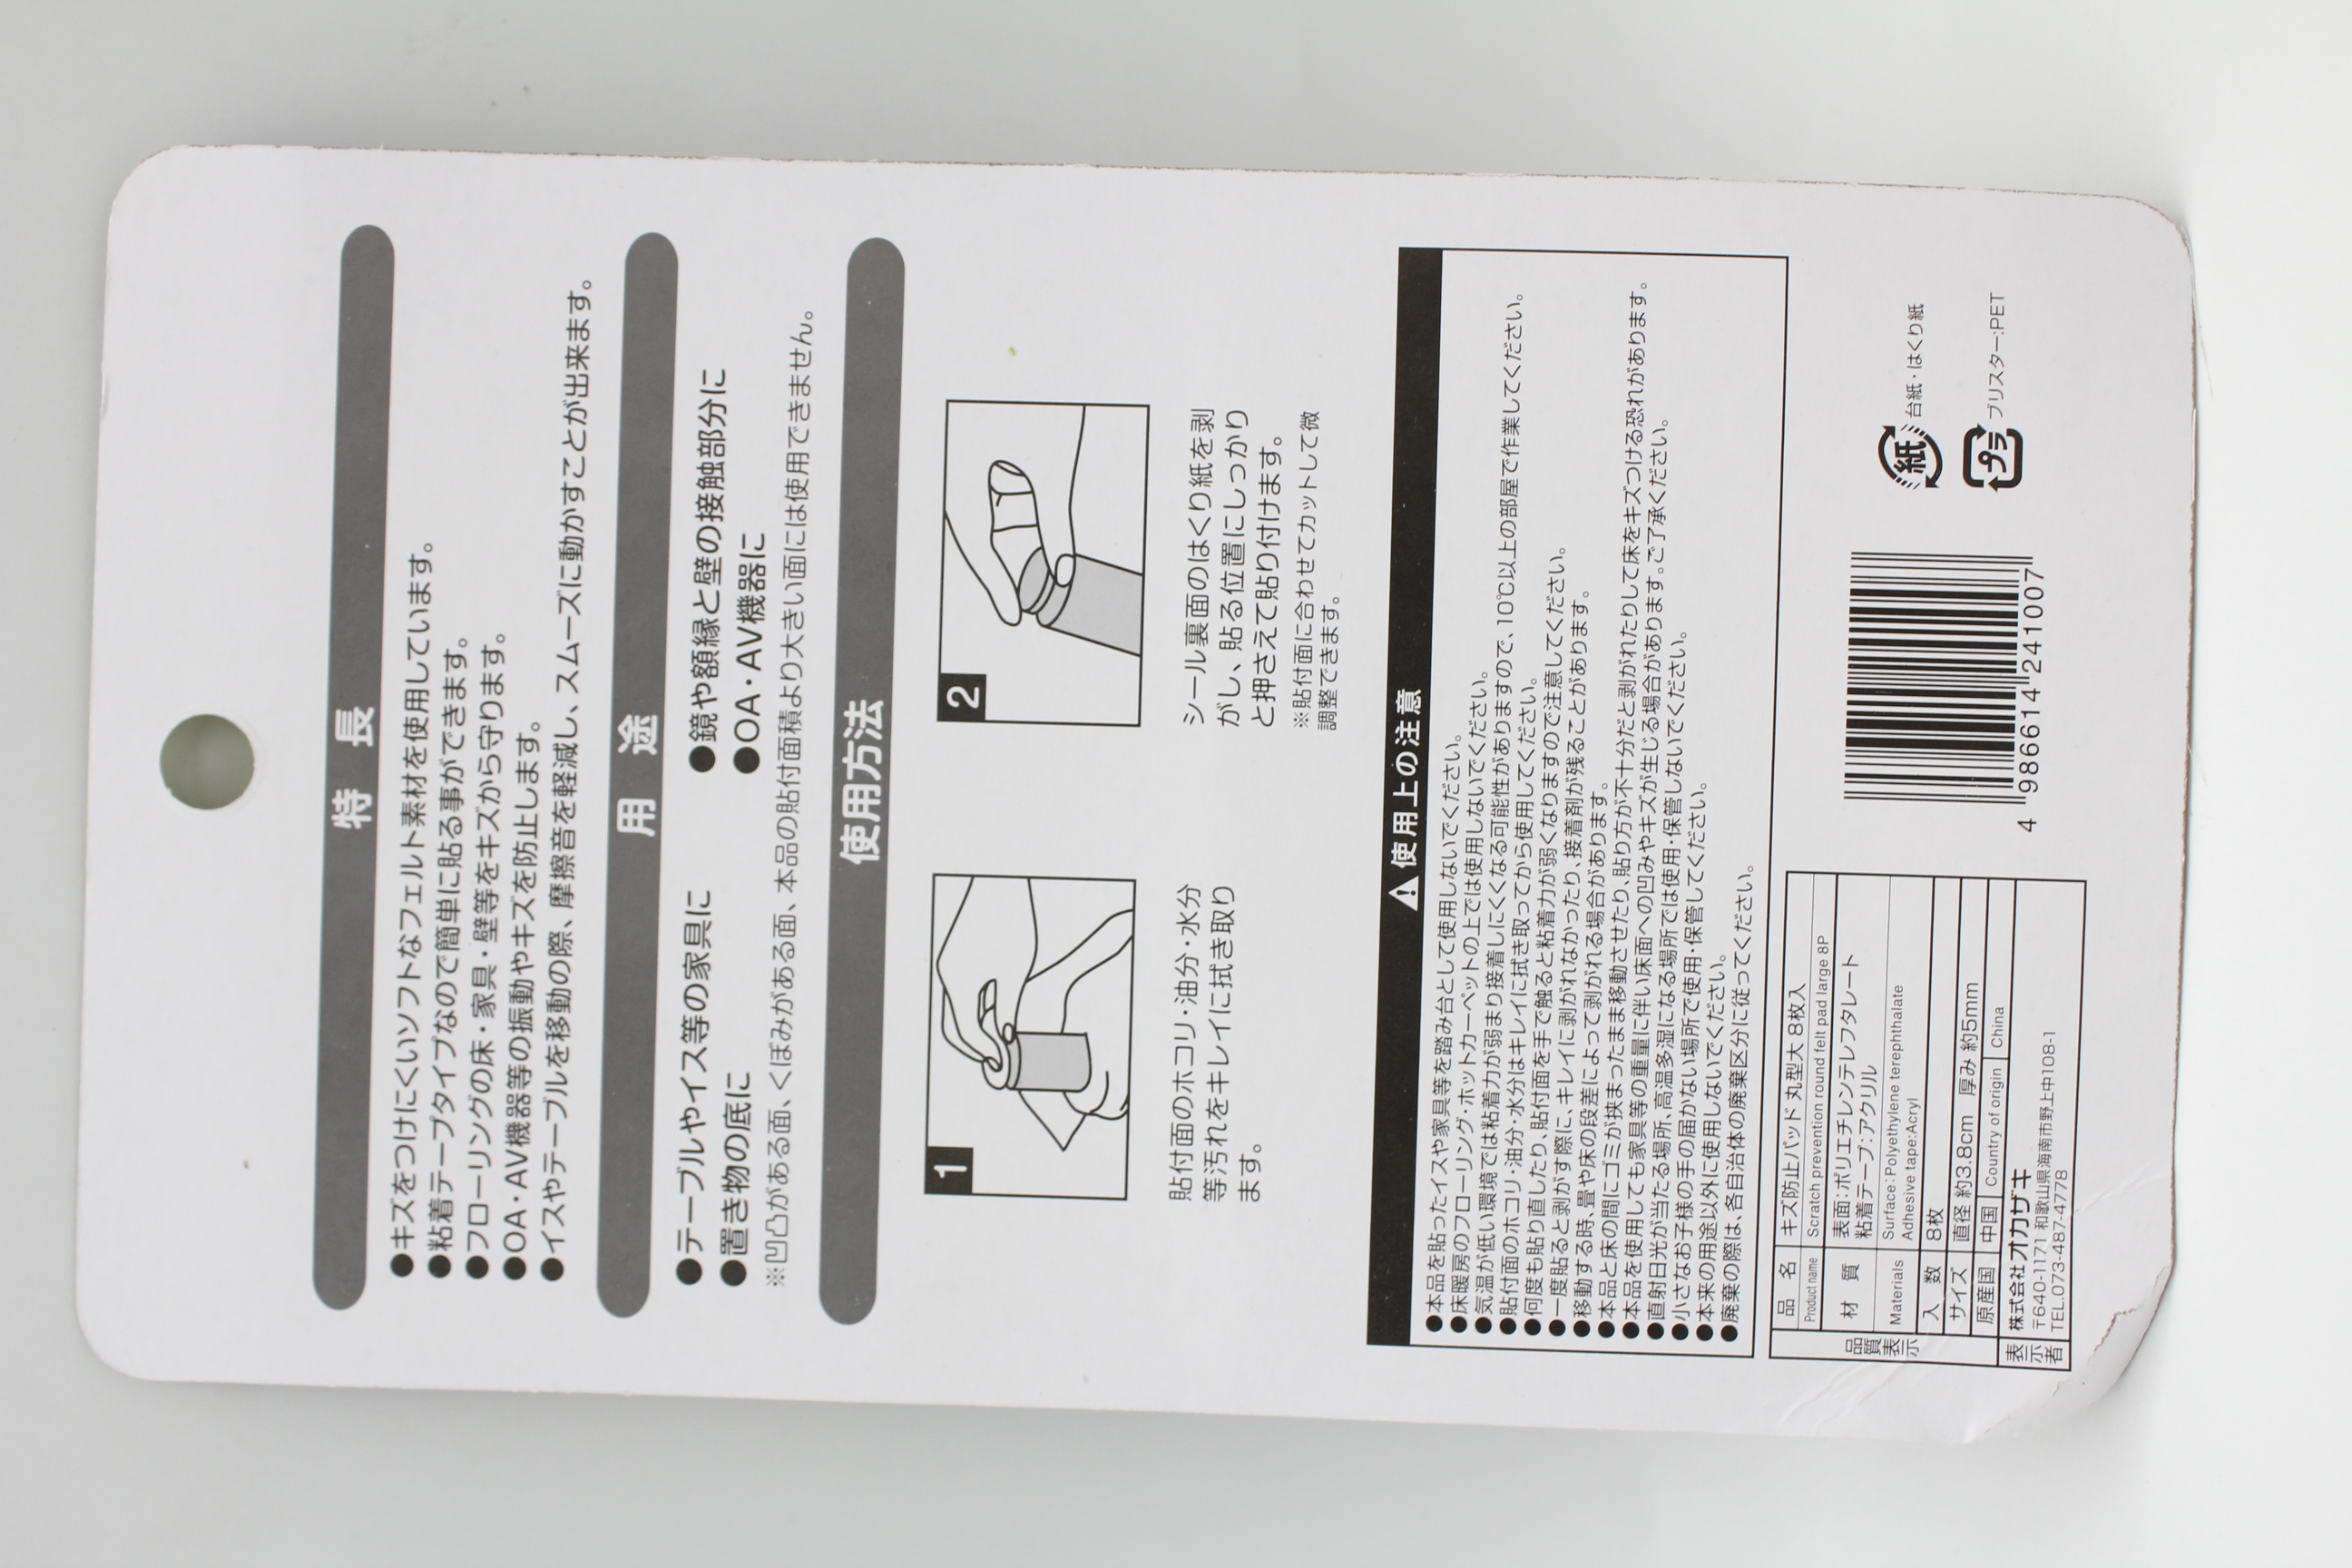 特 長
●キズをつけにくいソフトなフェルト素材を使用しています。
●粘着テープタイプなので簡単に貼る事ができます。
●フローリングの床・家具・壁等をキズから守ります。
●OA・AV機器等の振動やキズを防止します。
●イスやテーブルを移動の際、摩擦音を軽減し、スムーズに動かすことが出来ます。
用 途
●テーブルやイス等の家具に ●鏡や額縁と壁の接触部分に
●置き物の底に ●OA・AV機器に
※凹凸がある面、くぼみがある面、本品の貼付面積より大きい面には使用できません。
使用方法
1
貼付面のホコリ・油分・水分
等汚れをキレイに拭き取り
ます。
2
シール裏面のはくり紙を剥
がし、貼る位置にしっかり
と押さえて貼り付けます。
※貼付面に合わせてカットして微
調整できます。
⚠使用上の注意
●本品を貼ったイスや家具等を踏み台として使用しないでください。
●床暖房のフローリング・ホットカーペットの上では使用しないでください。
●気温が低い環境では粘着力が弱まり接着しにくくなる可能性がありますので、10℃以上の部屋で作業してください。
●貼付面のホコリ・油分・水分はキレイに拭き取ってから使用してください。
●何度も貼り直したり、貼付面を手で触ると粘着力が弱くなりますので注意してください。
●一度貼ると剥がす際に、キレイに剥がれなかったり、接着剤が残ることがあります。
●移動する時、畳や床の段差によって剥がれる場合があります。
●本品と床の間にゴミが挟まったまま移動させたり、貼り方が不十分だと剥がれたりして床をキズつける恐れがあります。
●本品を使用しても家具等の重量に伴い床面への凹みやキズが生じる場合があります。ご了承ください。
●直射日光が当たる場所、高温多湿になる場所では使用・保管しないでください。
●小さなお子様の手の届かない場所で使用・保管してください。
●本来の用途以外に使用しないでください。
●廃棄の際は、各自治体の廃棄区分に従ってください。
品質表示
品 名 キズ防止パッド 丸型大 8枚入
Product name Scratch prevention round felt pad large 8P
材 質 表面：ポリエチレンテレフタレート
粘着テープ：アクリル
Materials Surface:Polyethylene terephthalate
Adhesive tape:Acryl
入 数 8枚
サイズ 直径 約3.8cm 厚み 約5mm
原産国 中国 Country of origin China
表示者 株式会社 オカザキ
〒640-1171 和歌山県海南市野上中108-1
TEL.073-487-4778
4 986614 241007
紙 台紙・はくり紙
プラ ブリスター：PET